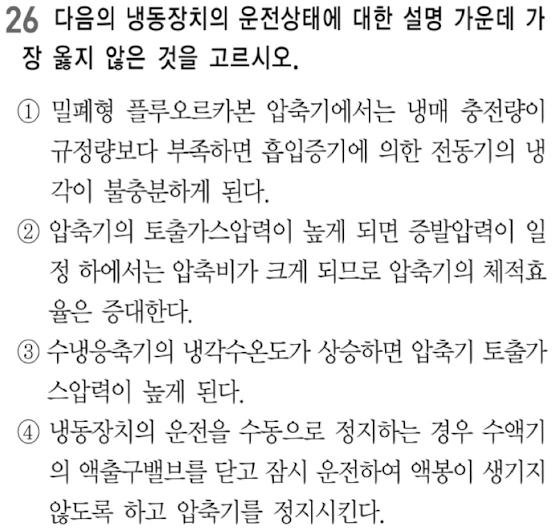 26 다음의 냉동장치의 운전상태에 대한 설명 가운데 가
장 옳지 않은 것을 고르시오.
① 밀폐형 플루오르카본 압축기에서는 냉매 충전량이
규정량보다 부족하면 흡입증기에 의한 전동기의 냉
각이 불충분하게 된다.
② 압축기의 토출가스압력이 높게 되면 증발압력이 일
정 하에서는 압축비가 크게 되므로 압축기의 체적효
율은 증대한다.
③ 수냉응축기의 냉각수온도가 상승하면 압축기 토출가
스압력이 높게 된다.
④ 냉동장치의 운전을 수동으로 정지하는 경우 수액기
의 액출구밸브를 닫고 잠시 운전하여 액봉이 생기지
않도록 하고 압축기를 정지시킨다.